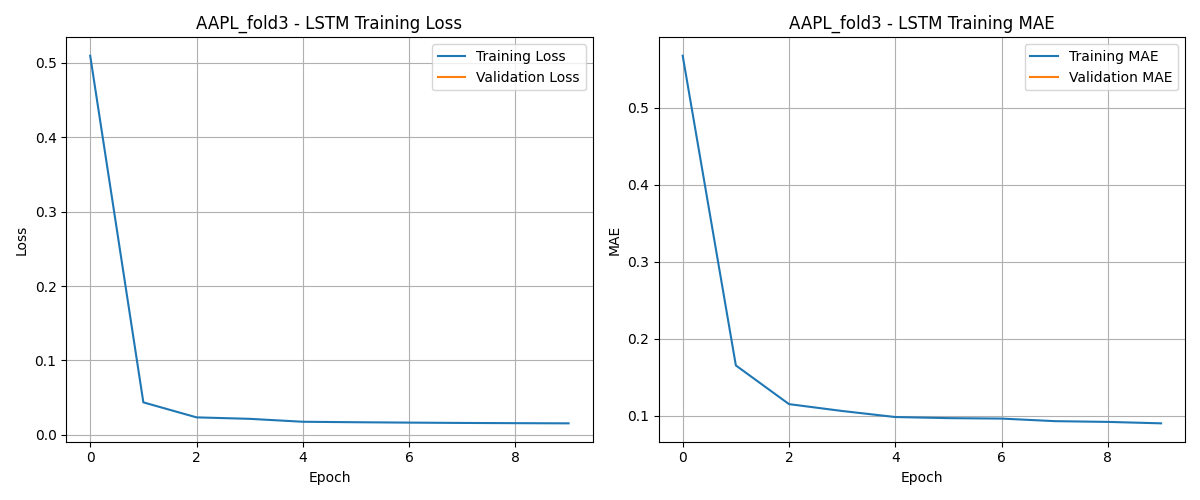 AAPL_fold3 - LSTM Training Loss
Training Loss
Validation Loss
0.5
0.4
0.3
0.2
0.1
0.0
Loss
0
2
4
6
8
Epoch
AAPL_fold3 - LSTM Training MAE
Training MAE
Validation MAE
0.5
0.4
0.3
0.2
0.1
MAE
0
2
4
6
8
Epoch